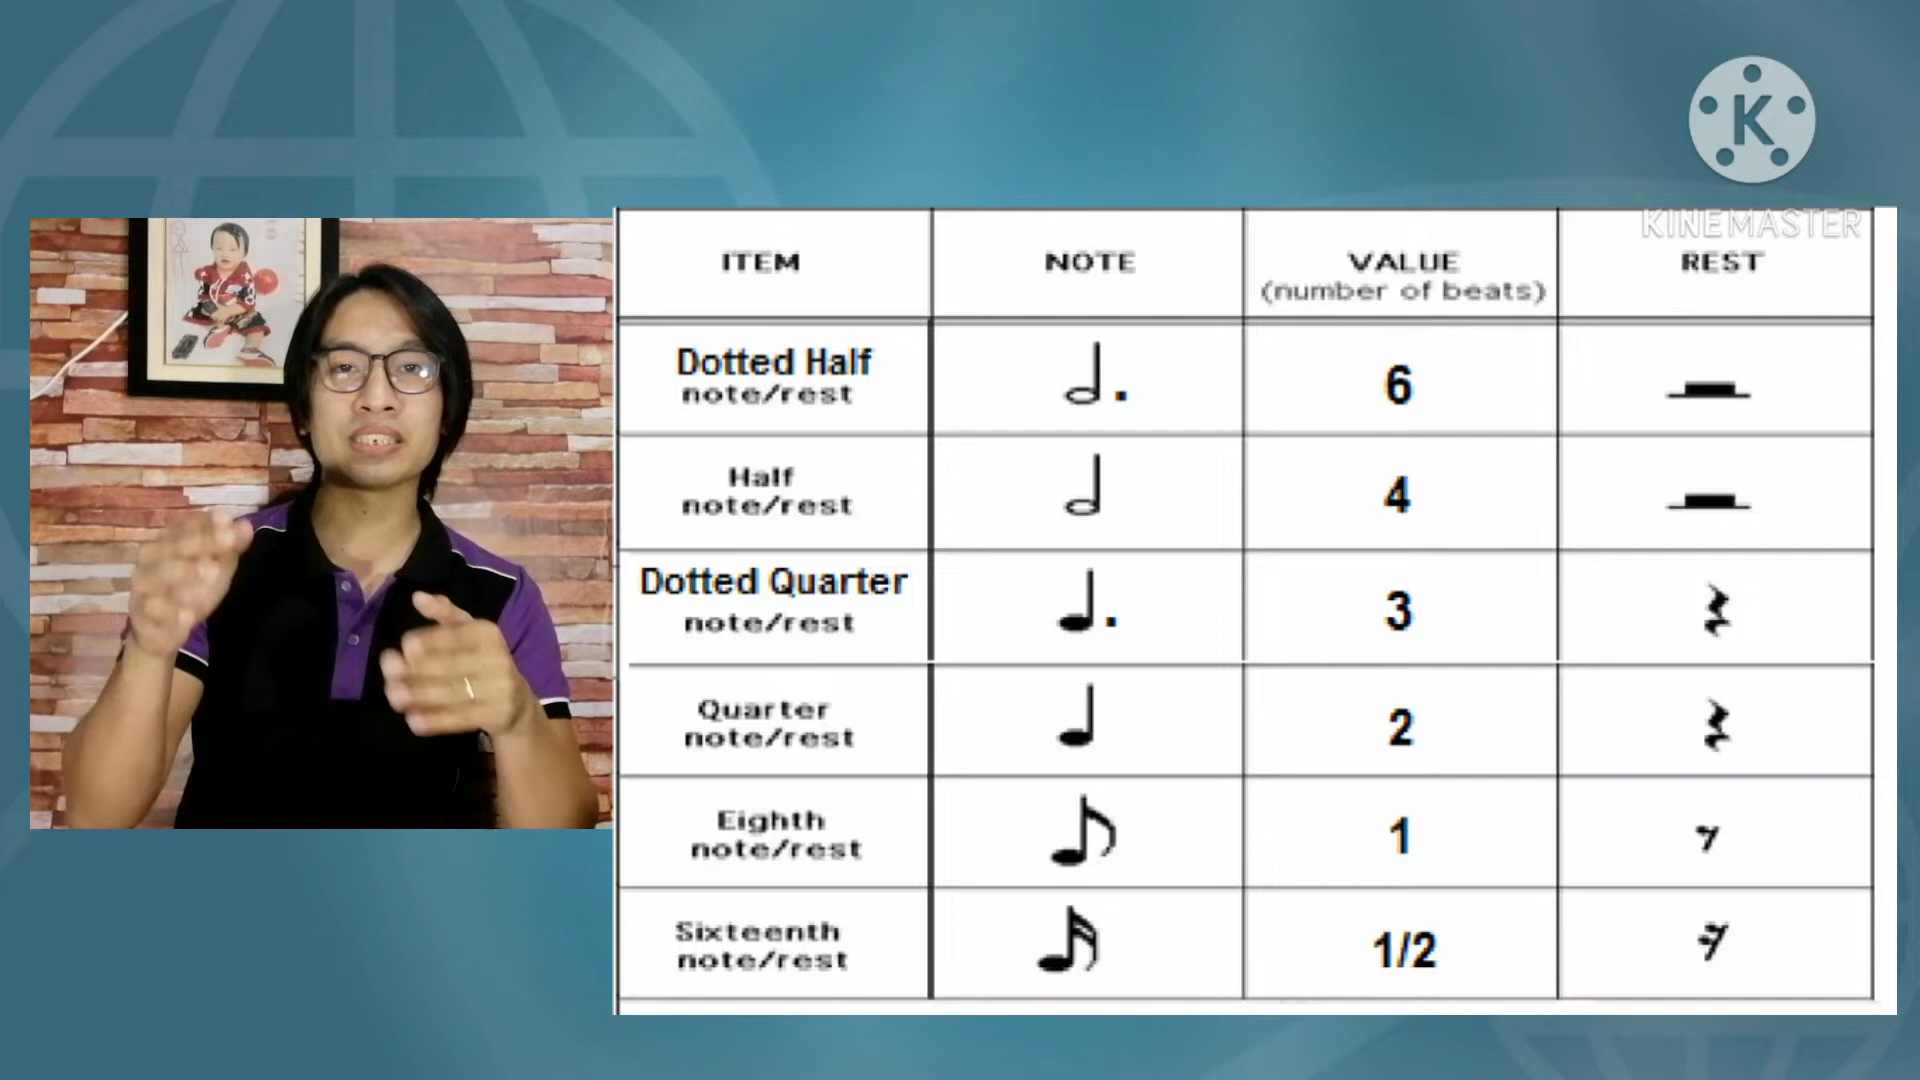 K
KINEMASTER
ITEM
NOTE
VALUE
(number of beats)
REST
Dotted Half
note/rest
6
Half
note/rest
4
Dotted Quarter
note/rest
3
Quarter
note/rest
2
Eighth
note/rest
1
Sixteenth
note/rest
1/2